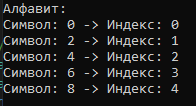 Алфавит:
Символ: 0 -> Индекс: 0
Символ: 2 -> Индекс: 1
Символ: 4 -> Индекс: 2
Символ: 6 -> Индекс: 3
Символ: 8 -> Индекс: 4